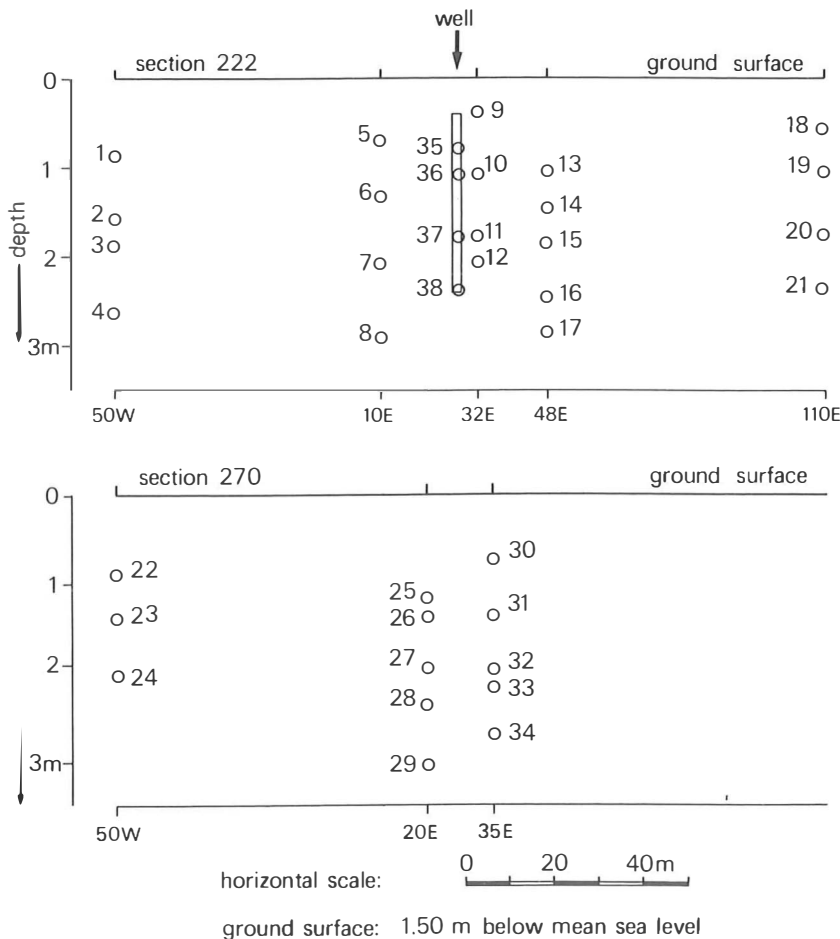 well
section 222 ground surface
0
9
5 18
35
1 1 36 10 13 19
6
2 14
37 11 15 20
3
2 7 12
38 16 21
4
8 17
3m
depth
50W 10E 32E 48E 110E
section 270 ground surface
0
30
22
1 25
23 26 31
2 27 32
24 33
28
34
3m 29
50W 20E 35E
0 20 40m
horizontal scale:
ground surface: 1.50 m below mean sea level